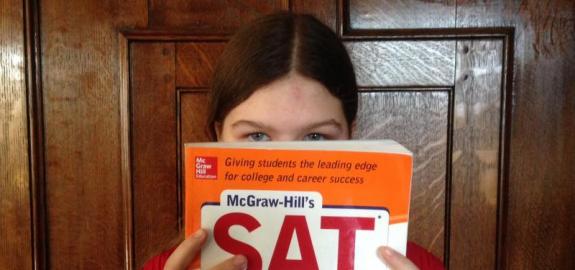 Mc
Graw
Hill
Education
Giving students the leading edge
for college and career success
McGraw-Hill's
SAT